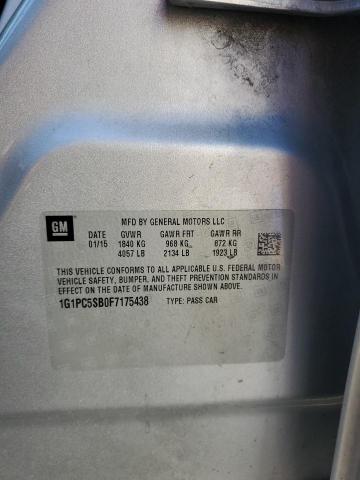 MFD BY GENERAL MOTORS LLC
GM
DATE GVWR GAWR FRT GAWR RR
01/15 1840 KG 968 KG 872 KG
4057 LB 2134 LB 1923 LB
THIS VEHICLE CONFORMS TO ALL APPLICABLE U.S. FEDERAL MOTOR
VEHICLE SAFETY, BUMPER, AND THEFT PREVENTION STANDARDS IN
EFFECT ON THE DATE OF MANUFACTURE SHOWN ABOVE.
1G1PC5SB0F7175438 TYPE: PASS CAR